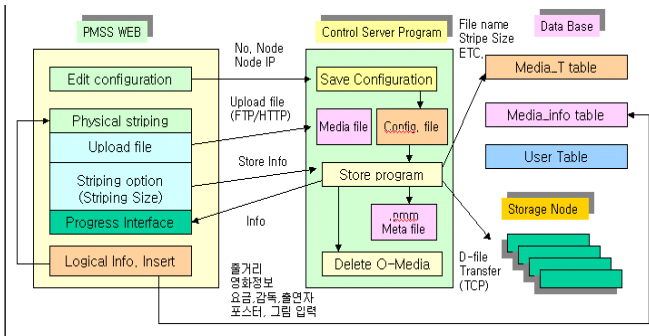 PMSS WEB
Edit configuration
Physical striping
Upload file
Striping option
(Striping Size)
Progress Interface
Logical Info, Insert
No, Node
Node IP
Upload file
(FTP/HTTP)
Store Info
Info
줄거리
영화정보
요금,감독,출연자
포스터, 그림 입력
Control Server Program
Save Configuration
Media file
Config. file
Store program
.pmm
Meta file
Delete O-Media
File name
Stripe Size
ETC,
D-file
Transfer
(TCP)
Data Base
Media_T table
Media_info table
User Table
Storage Node